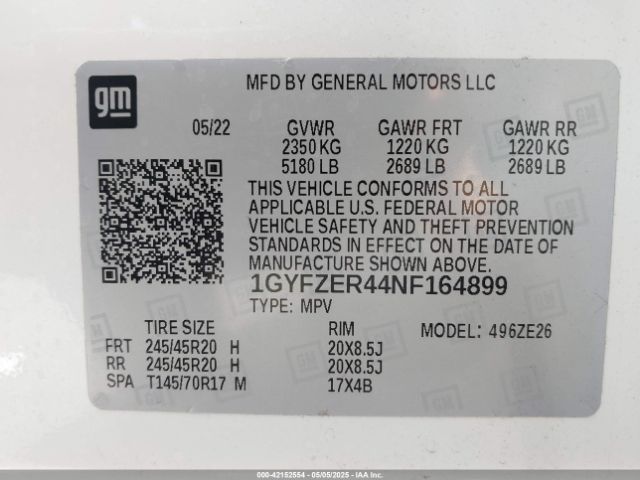 gm
MFD BY GENERAL MOTORS LLC
05/22 GVWR GAWR FRT GAWR RR
2350 KG 1220 KG 1220 KG
5180 LB 2689 LB 2689 LB
THIS VEHICLE CONFORMS TO ALL
APPLICABLE U.S. FEDERAL MOTOR
VEHICLE SAFETY AND THEFT PREVENTION
STANDARDS IN EFFECT ON THE DATE OF
MANUFACTURE SHOWN ABOVE.
1GYFZER44NF164899
TYPE: MPV
TIRE SIZE RIM MODEL: 496ZE26
FRT 245/45R20 H 20X8.5J
RR 245/45R20 H 20X8.5J
SPA T145/70R17 M 17X4B
000-42152554 - 05/05/2025 - IAAI.COM